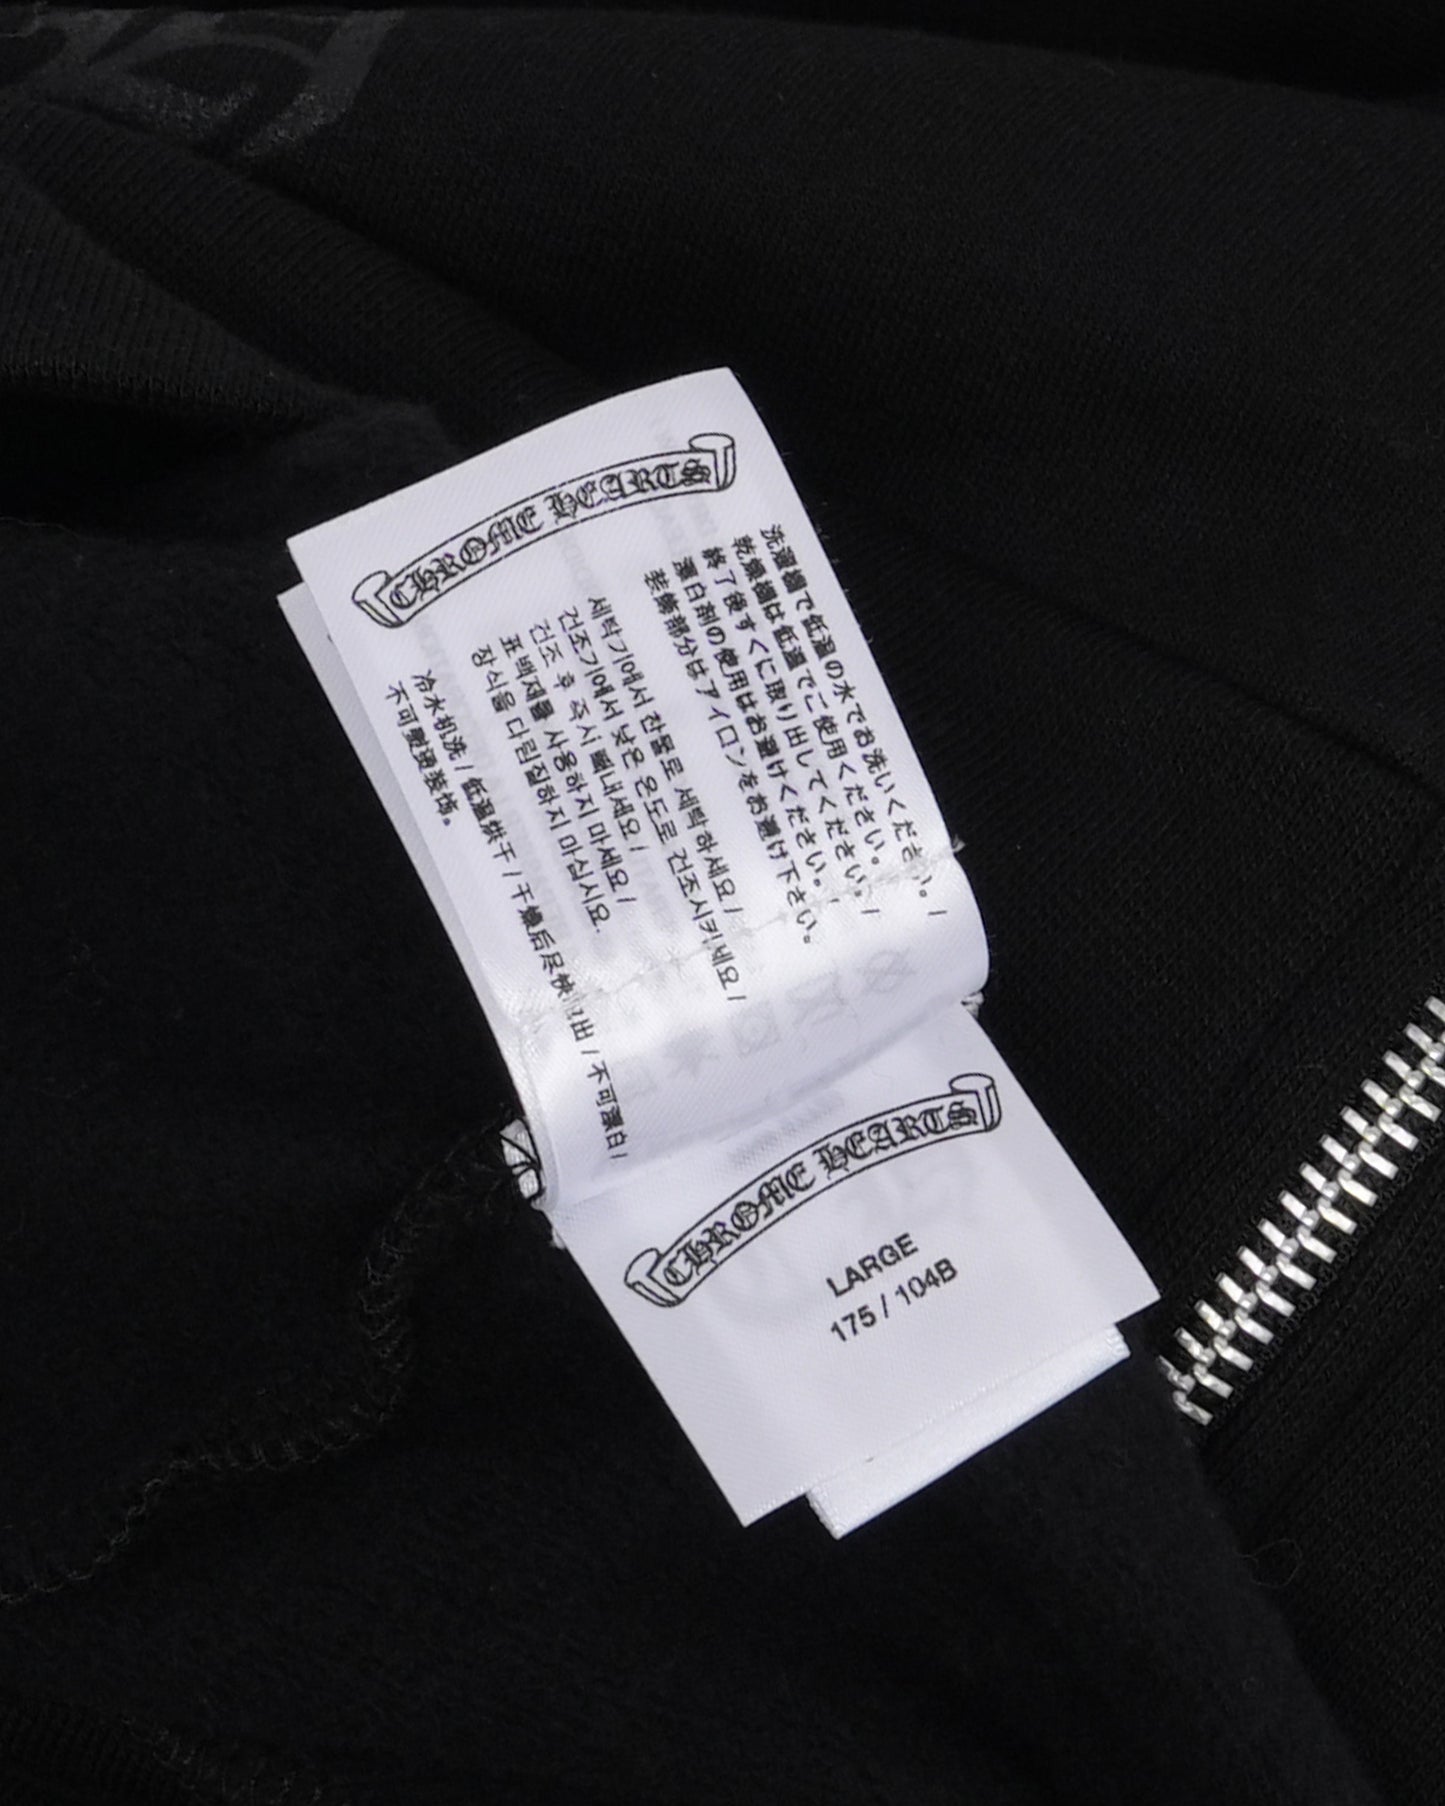 CHROME HEARTS
洗濯機で低温の水でお洗いください。/
乾燥機は低温でご使用ください。/
終了後すぐに取り出してください。/
漂白剤の使用はお避けください。
装飾部分はアイロンをお避け下さい。
세탁기에서 찬물로 세탁하세요 /
건조기에서 낮은 온도로 건조시키세요 /
건조 후 즉시 빼내세요 /
표백제를 사용하지 마세요 /
장식을 다림질하지 마십시요.
冷水机洗 / 低温烘干 / 干燥后尽快取出 / 不可漂白 /
不可熨烫装饰。
CHROME HEARTS
LARGE
175 / 104B